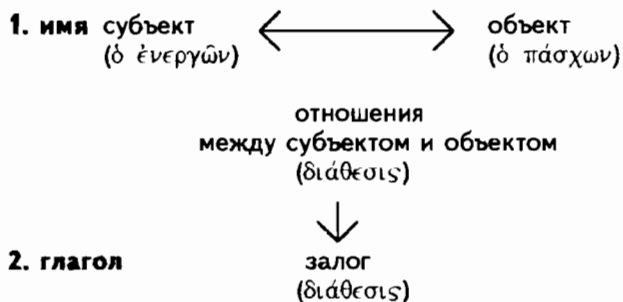 1. имя субъект объект
(ὁ ἐνεργῶν) (ὁ πάσχων)
отношения
между субъектом и объектом
(διάθεσις)
2. глагол залог
(διάθεσις)